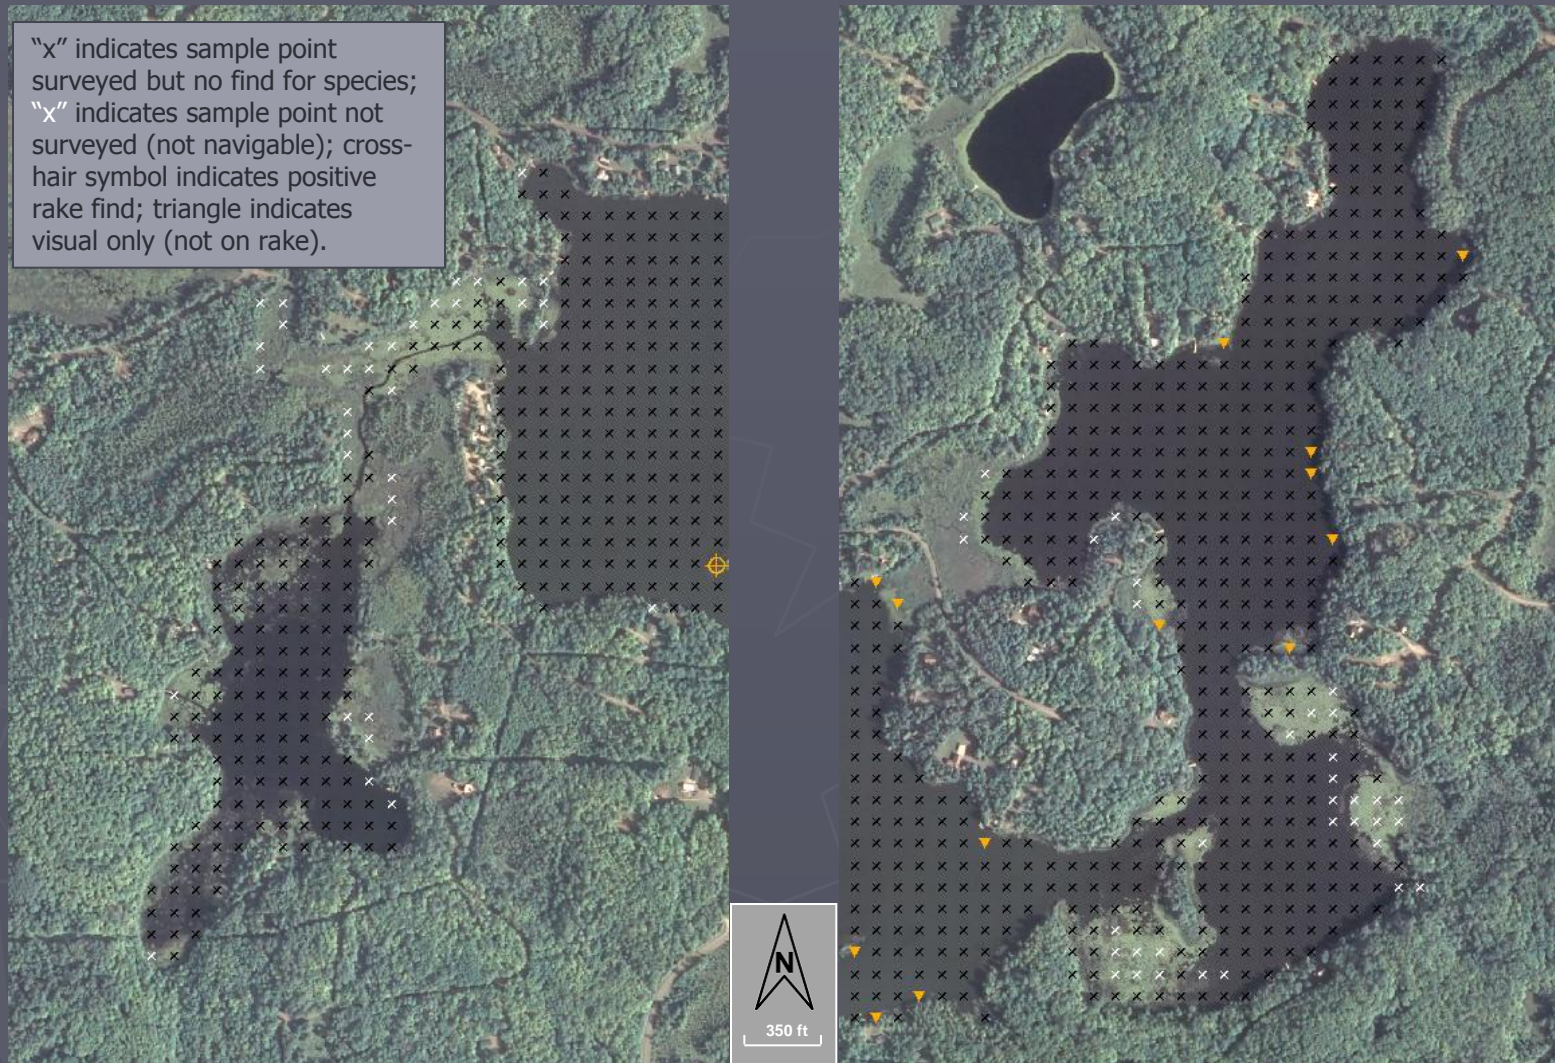 “x” indicates sample point
surveyed but no find for species;
“x” indicates sample point not
surveyed (not navigable); cross-
hair symbol indicates positive
rake find; triangle indicates
visual only (not on rake).
N
350 ft